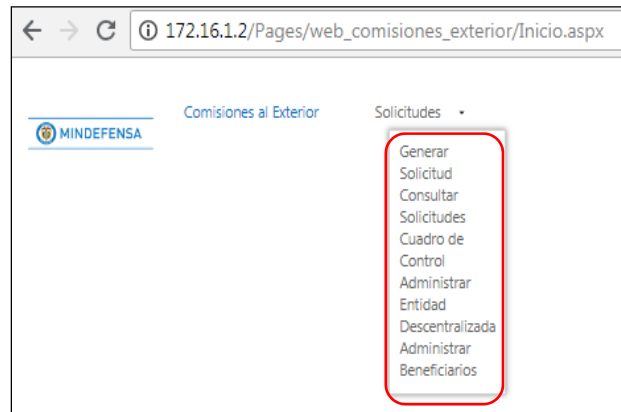 172.16.1.2/Pages/web_comisiones_exterior/Inicio.aspx
Comisiones al Exterior
Solicitudes
MINDEFENSA
Generar
Solicitud
Consultar
Solicitudes
Cuadro de
Control
Administrar
Entidad
Descentralizada
Administrar
Beneficiarios